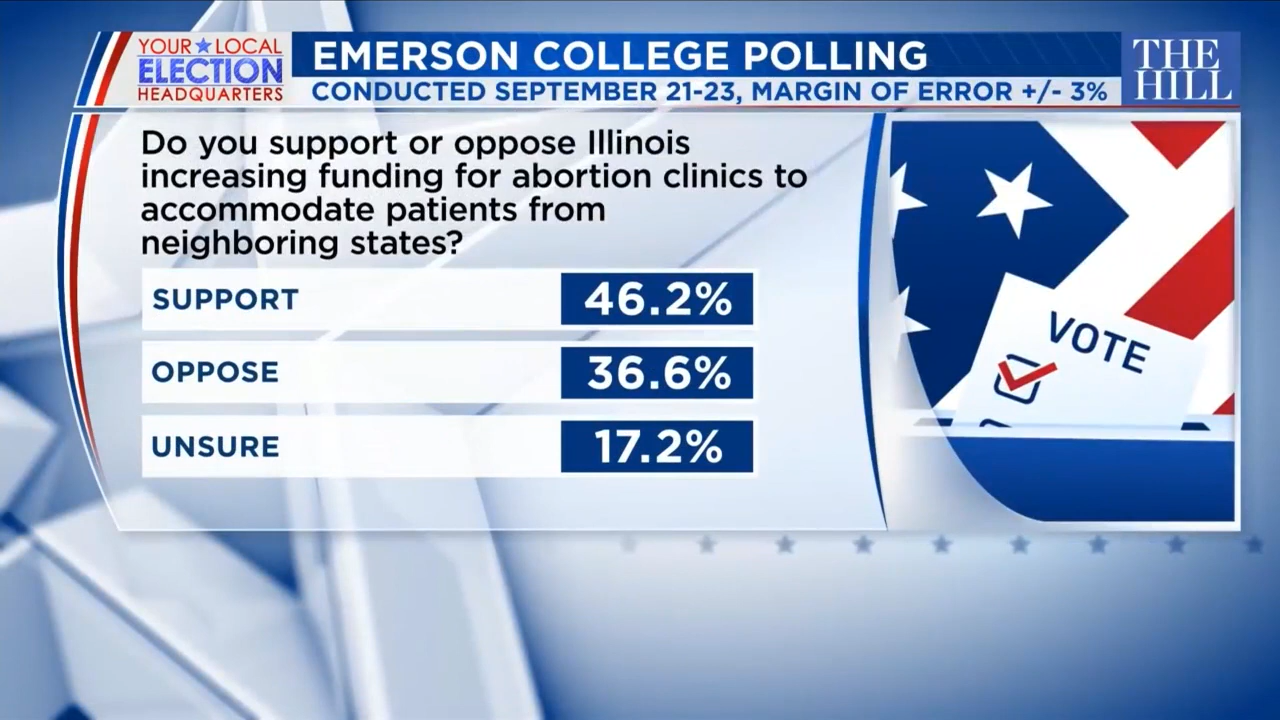 YOUR★LOCAL
ELECTION
HEADQUARTERS
EMERSON COLLEGE POLLING
CONDUCTED SEPTEMBER 21-23, MARGIN OF ERROR +/- 3%
THE
HILL
Do you support or oppose Illinois
increasing funding for abortion clinics to
accommodate patients from
neighboring states?
SUPPORT 46.2%
OPPOSE 36.6%
UNSURE 17.2%
VOTE